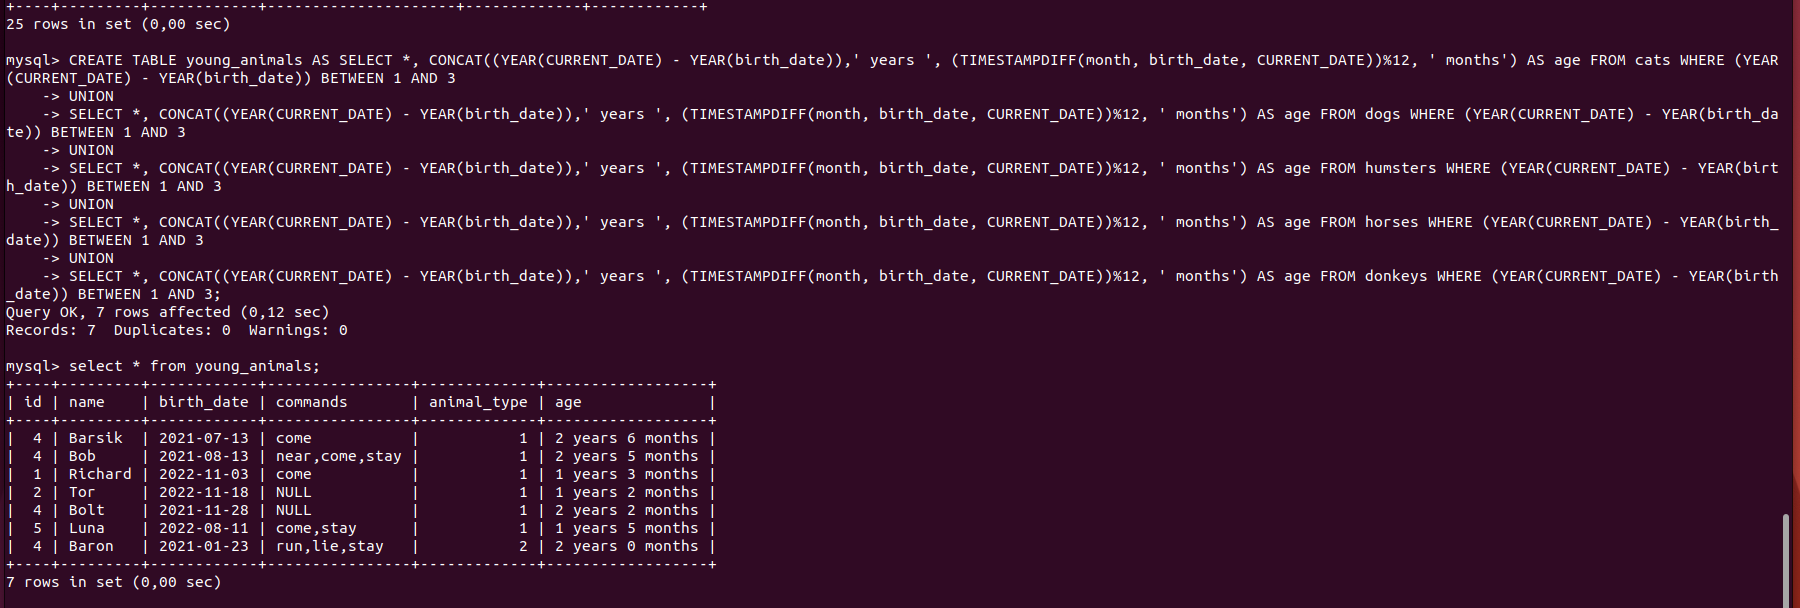 +----+---------+------------+----------------------+-------------+------------+
25 rows in set (0,00 sec)
mysql> CREATE TABLE young_animals AS SELECT *, CONCAT((YEAR(CURRENT_DATE) - YEAR(birth_date)),' years ', (TIMESTAMPDIFF(month, birth_date, CURRENT_DATE))%12, ' months') AS age FROM cats WHERE (YEAR
(CURRENT_DATE) - YEAR(birth_date)) BETWEEN 1 AND 3
    -> UNION
    -> SELECT *, CONCAT((YEAR(CURRENT_DATE) - YEAR(birth_date)),' years ', (TIMESTAMPDIFF(month, birth_date, CURRENT_DATE))%12, ' months') AS age FROM dogs WHERE (YEAR(CURRENT_DATE) - YEAR(birth_da
te)) BETWEEN 1 AND 3
    -> UNION
    -> SELECT *, CONCAT((YEAR(CURRENT_DATE) - YEAR(birth_date)),' years ', (TIMESTAMPDIFF(month, birth_date, CURRENT_DATE))%12, ' months') AS age FROM humsters WHERE (YEAR(CURRENT_DATE) - YEAR(birt
h_date)) BETWEEN 1 AND 3
    -> UNION
    -> SELECT *, CONCAT((YEAR(CURRENT_DATE) - YEAR(birth_date)),' years ', (TIMESTAMPDIFF(month, birth_date, CURRENT_DATE))%12, ' months') AS age FROM horses WHERE (YEAR(CURRENT_DATE) - YEAR(birth_
date)) BETWEEN 1 AND 3
    -> UNION
    -> SELECT *, CONCAT((YEAR(CURRENT_DATE) - YEAR(birth_date)),' years ', (TIMESTAMPDIFF(month, birth_date, CURRENT_DATE))%12, ' months') AS age FROM donkeys WHERE (YEAR(CURRENT_DATE) - YEAR(birth
_date)) BETWEEN 1 AND 3;
Query OK, 7 rows affected (0,12 sec)
Records: 7  Duplicates: 0  Warnings: 0
mysql> select * from young_animals;
+----+---------+------------+----------------+-------------+------------------+
| id | name    | birth_date | commands       | animal_type | age              |
+----+---------+------------+----------------+-------------+------------------+
|  4 | Barsik  | 2021-07-13 | come           |           1 | 2 years 6 months |
|  4 | Bob     | 2021-08-13 | near,come,stay |           1 | 2 years 5 months |
|  1 | Richard | 2022-11-03 | come           |           1 | 1 years 3 months |
|  2 | Tor     | 2022-11-18 | NULL           |           1 | 1 years 2 months |
|  4 | Bolt    | 2021-11-28 | NULL           |           1 | 2 years 2 months |
|  5 | Luna    | 2022-08-11 | come,stay      |           1 | 1 years 5 months |
|  4 | Baron   | 2021-01-23 | run,lie,stay   |           2 | 2 years 0 months |
+----+---------+------------+----------------+-------------+------------------+
7 rows in set (0,00 sec)